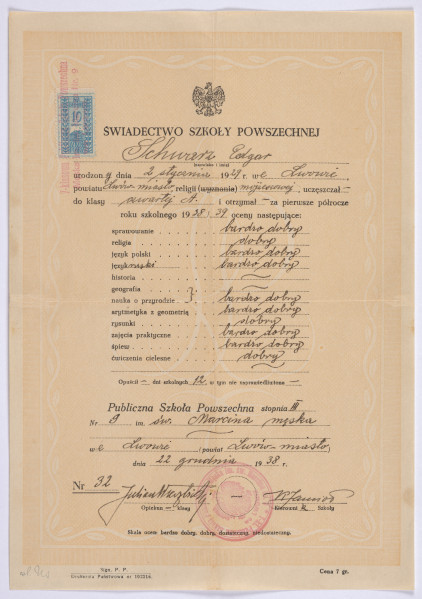 10
ŚWIADECTWO SZKOŁY POWSZECHNEJ
Schwarz Edgar
(nazwisko i imię)
urodzony dnia 2 stycznia 1929 r. we Lwowie,
powiatu Lwów-miasto religii (wyznania) mojżeszowej, uczęszczał —
do klasy czwartej A. i otrzymał — za pierwsze półrocze
roku szkolnego 1938/39 oceny następujące:
sprawowanie . . . . bardzo dobry
religia . . . . dobry
język polski . . . . bardzo dobry
język ruski . . . . bardzo dobry
historia . . . . —
geografia . . . . —
nauka o przyrodzie . } bardzo dobry
arytmetyka z geometrią . bardzo dobry
rysunki . . . . dobry
zajęcia praktyczne . . bardzo dobry
śpiew . . . . bardzo dobry
ćwiczenia cielesne . . dobry
Opuścił — dni szkolnych 12, w tym nie usprawiedliwiono —
Publiczna Szkoła Powszechna stopnia III
Nr 9 im. św. Marcina męska
we Lwowie (powiat Lwów-miasto)
dnia 22 grudnia 1938 r.
Nr 32
Opiekun — klasy
Kierownik Szkoły
Skala ocen: bardzo dobry, dobry, dostateczny, niedostateczny.
Drukarnia Państwowa nr
Cena 7 gr.